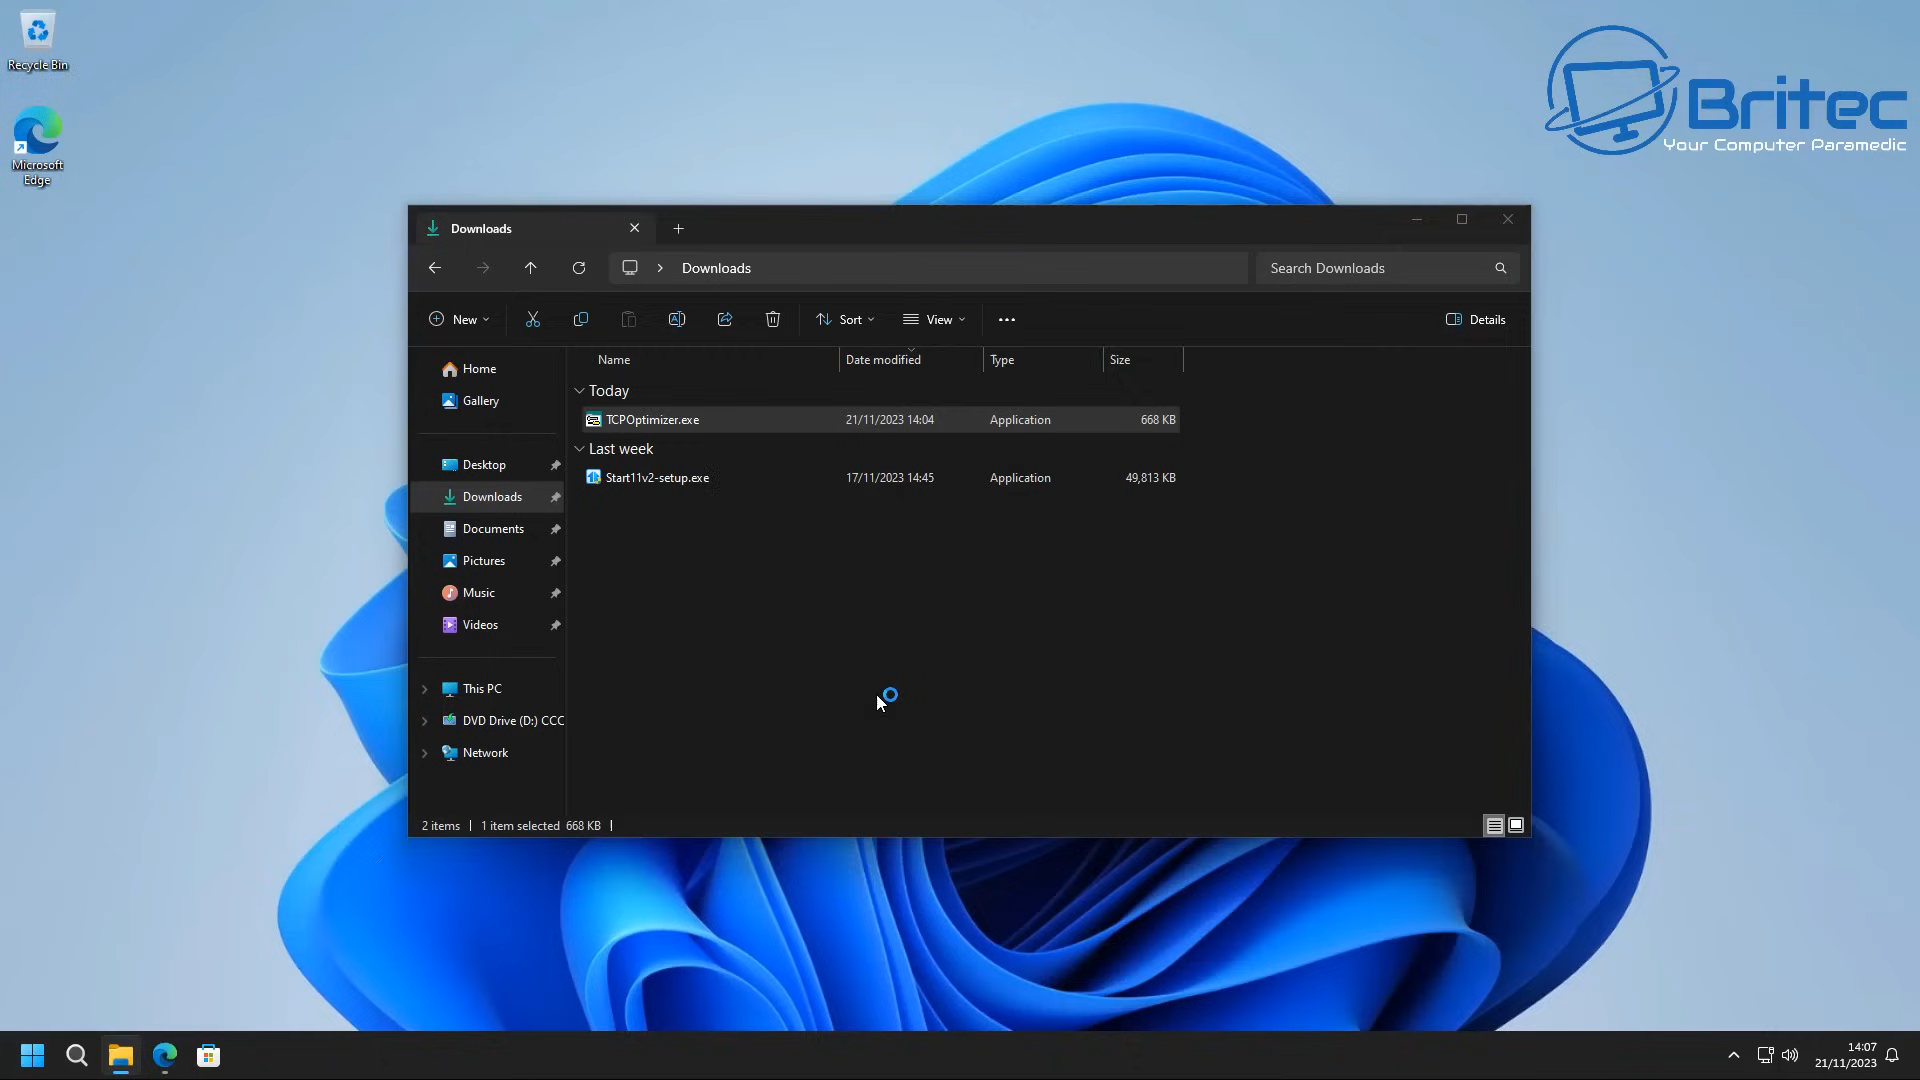 Recycle Bin
Microsoft
Edge
Britec
Your Computer Paramedic
Downloads
Downloads
Search Downloads
New
Sort
View
Details
Name
Date modified
Type
Size
Home
Gallery
Desktop
Downloads
Documents
Pictures
Music
Videos
This PC
DVD Drive (D:) CCC
Network
Today
TCPOptimizer.exe 21/11/2023 14:04 Application 668 KB
Last week
Start11v2-setup.exe 17/11/2023 14:45 Application 49,813 KB
2 items 1 item selected 668 KB
14:07
21/11/2023